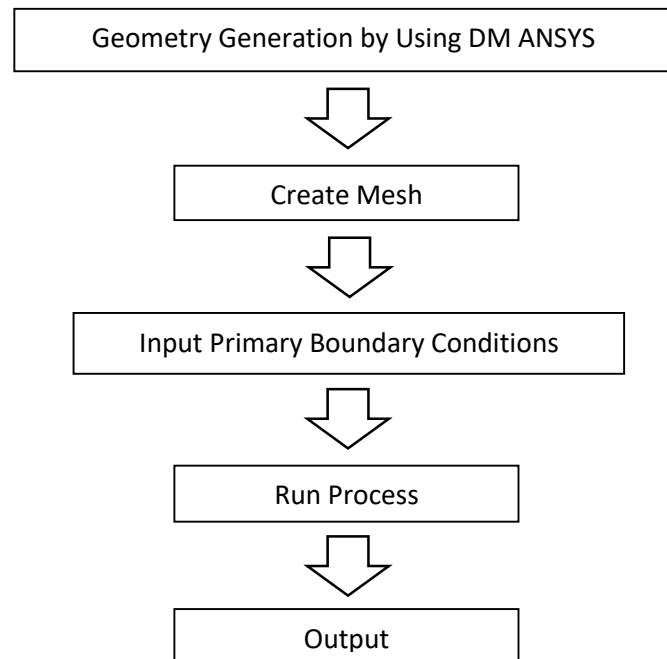 Geometry Generation by Using DM ANSYS
Create Mesh
Input Primary Boundary Conditions
Run Process
Output